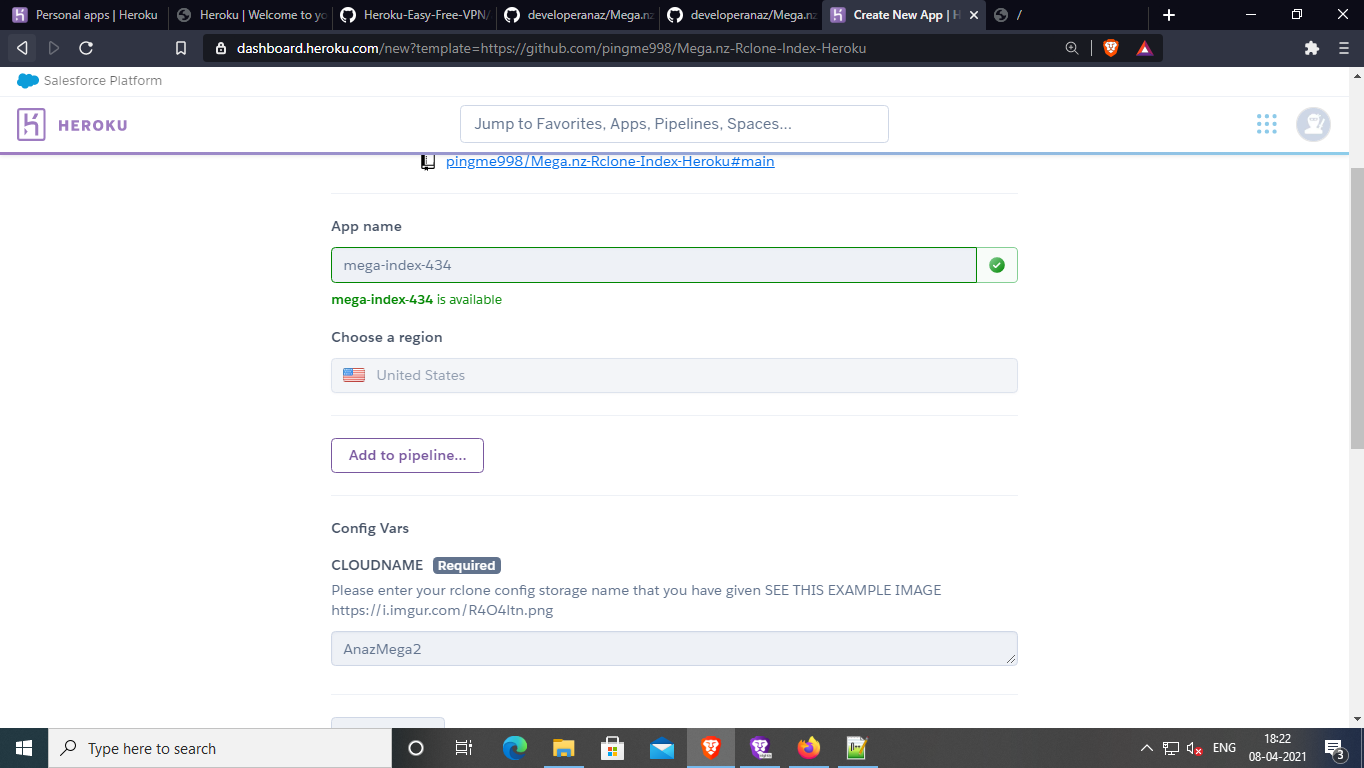 Personal apps | Heroku
Heroku | Welcome to yo
Heroku-Easy-Free-VPN/
developeranaz/Mega.nz
developeranaz/Mega.nz
Create New App | H
/
dashboard.heroku.com/new?template=https://github.com/pingme998/Mega.nz-Rclone-Index-Heroku
Salesforce Platform
HEROKU
Jump to Favorites, Apps, Pipelines, Spaces...
pingme998/Mega.nz-Rclone-Index-Heroku#main
App name
mega-index-434
mega-index-434 is available
Choose a region
United States
Add to pipeline...
Config Vars
CLOUDNAME Required
Please enter your rclone config storage name that you have given SEE THIS EXAMPLE IMAGE
https://i.imgur.com/R4O4ltn.png
AnazMega2
Type here to search
ENG
18:22
08-04-2021
3